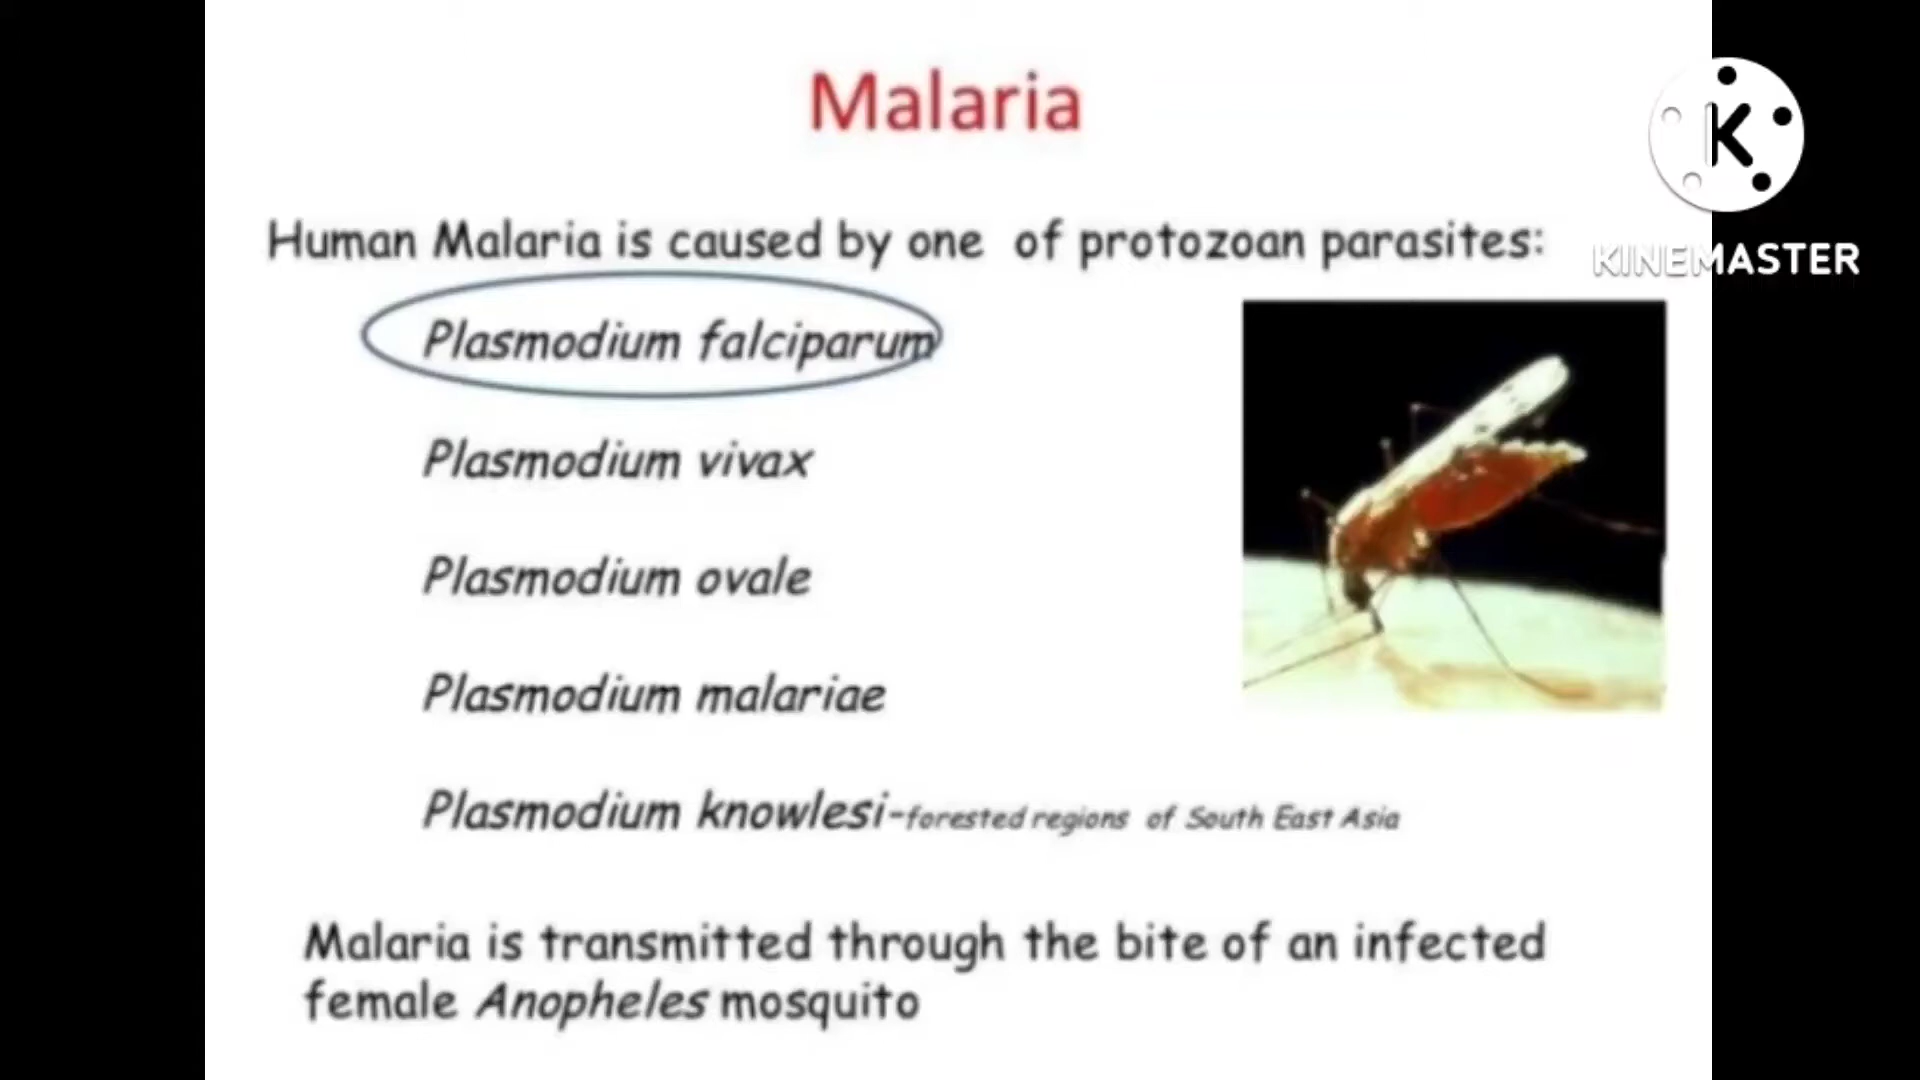 Malaria
Human Malaria is caused by one of protozoan parasites:
Plasmodium falciparum
Plasmodium vivax
Plasmodium ovale
Plasmodium malariae
Plasmodium knowlesi-forested regions of South East Asia
Malaria is transmitted through the bite of an infected
female Anopheles mosquito
K
KINEMASTER